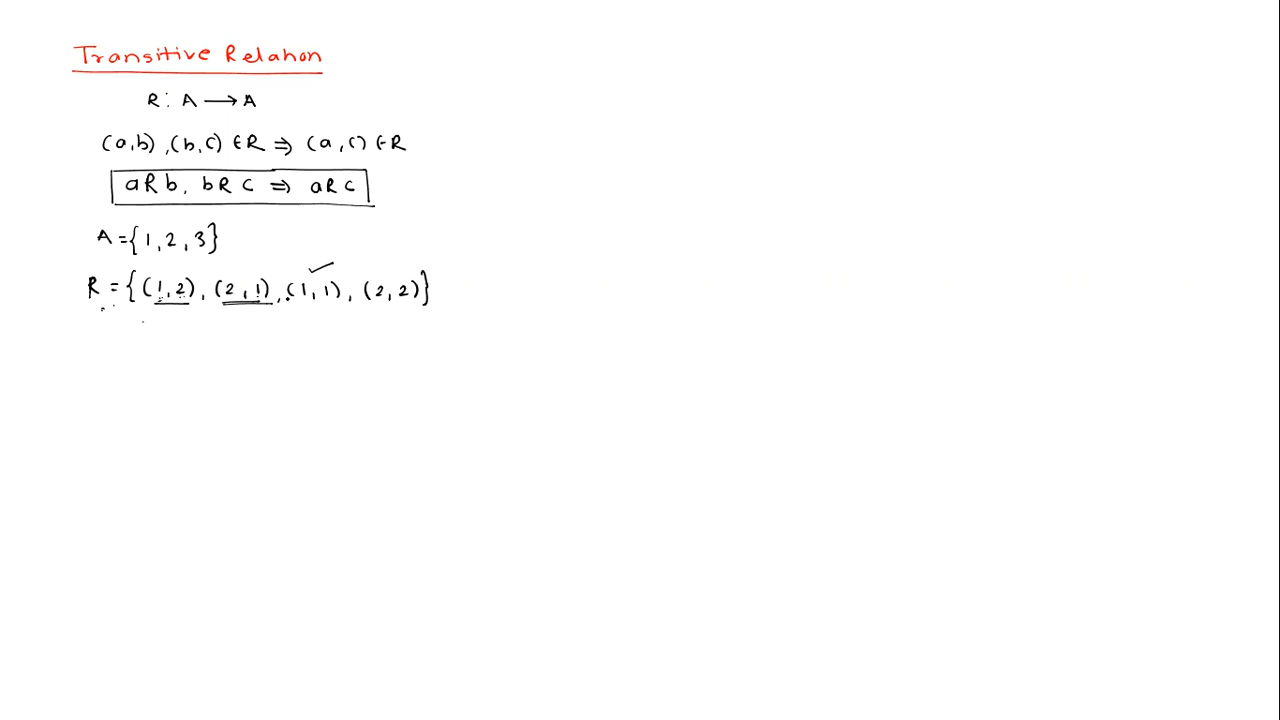 Transitive Relation
R : A ⟶ A
(a,b) ,(b,c) ∈ R ⇒ (a,c) ∈ R
aRb, bRc ⇒ aRc
A = {1,2,3}
R = {(1,2), (2,1), (1,1), (2,2)}